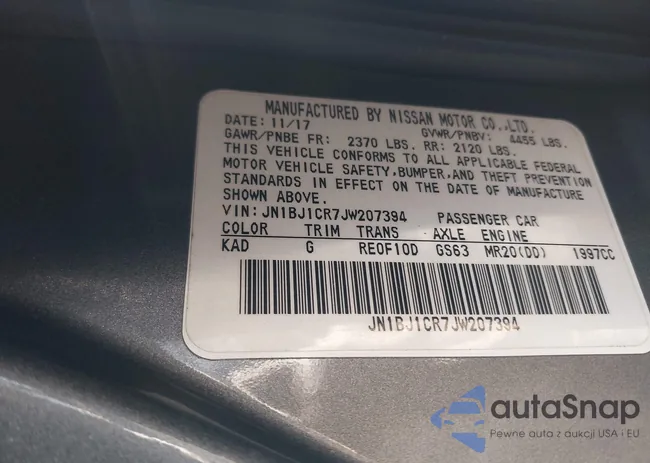 MANUFACTURED BY NISSAN MOTOR CO.,LTD.
DATE: 11/17 GVWR/PNBV: 4455 LBS.
GAWR/PNBE FR: 2370 LBS. RR: 2120 LBS.
THIS VEHICLE CONFORMS TO ALL APPLICABLE FEDERAL
MOTOR VEHICLE SAFETY,BUMPER,AND THEFT PREVENTION
STANDARDS IN EFFECT ON THE DATE OF MANUFACTURE
SHOWN ABOVE.
VIN: JN1BJ1CR7JW207394 PASSENGER CAR
COLOR TRIM TRANS AXLE ENGINE
KAD G RE0F10D GS63 MR20(DD) 1997CC
JN1BJ1CR7JW207394
autaSnap
Pewne auta z aukcji USA i EU